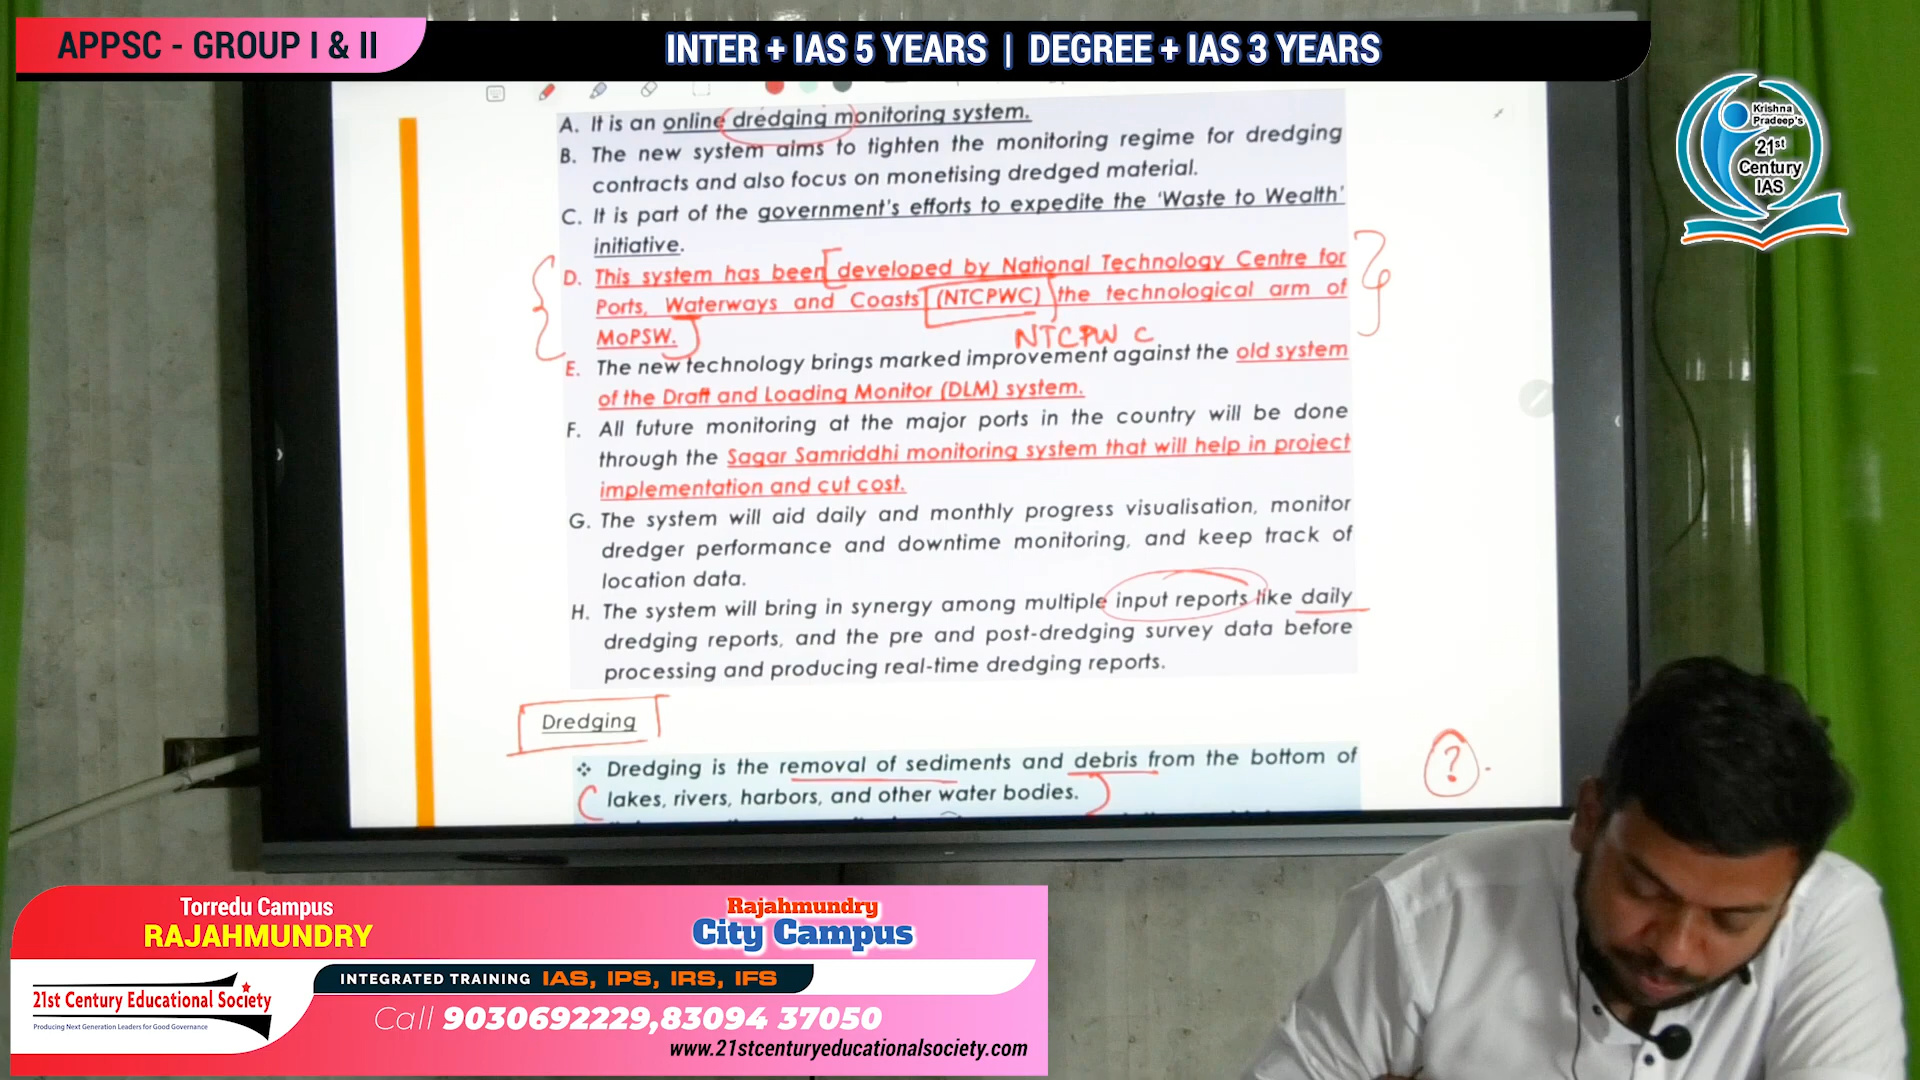 APPSC - GROUP I & II
INTER + IAS 5 YEARS | DEGREE + IAS 3 YEARS
Krishna
Pradeep's
21st
Century
IAS
A. It is an online dredging monitoring system.
B. The new system aims to tighten the monitoring regime for dredging
contracts and also focus on monetising dredged material.
C. It is part of the government's efforts to expedite the 'Waste to Wealth'
initiative.
D. This system has been developed by National Technology Centre for
Ports, Waterways and Coasts (NTCPWC) the technological arm of
MoPSW.
NTCPW C
E. The new technology brings marked improvement against the old system
of the Draft and Loading Monitor (DLM) system.
F. All future monitoring at the major ports in the country will be done
through the Sagar Samriddhi monitoring system that will help in project
implementation and cut cost.
G. The system will aid daily and monthly progress visualisation, monitor
dredger performance and downtime monitoring, and keep track of
location data.
H. The system will bring in synergy among multiple input reports like daily
dredging reports, and the pre and post-dredging survey data before
processing and producing real-time dredging reports.
Dredging
❖ Dredging is the removal of sediments and debris from the bottom of
lakes, rivers, harbors, and other water bodies.
?
Torredu Campus
RAJAHMUNDRY
Rajahmundry
City Campus
21st Century Educational Society
Producing Next Generation Leaders for Good Governance
INTEGRATED TRAINING IAS, IPS, IRS, IFS
Call 9030692229,83094 37050
www.21stcenturyeducationalsociety.com